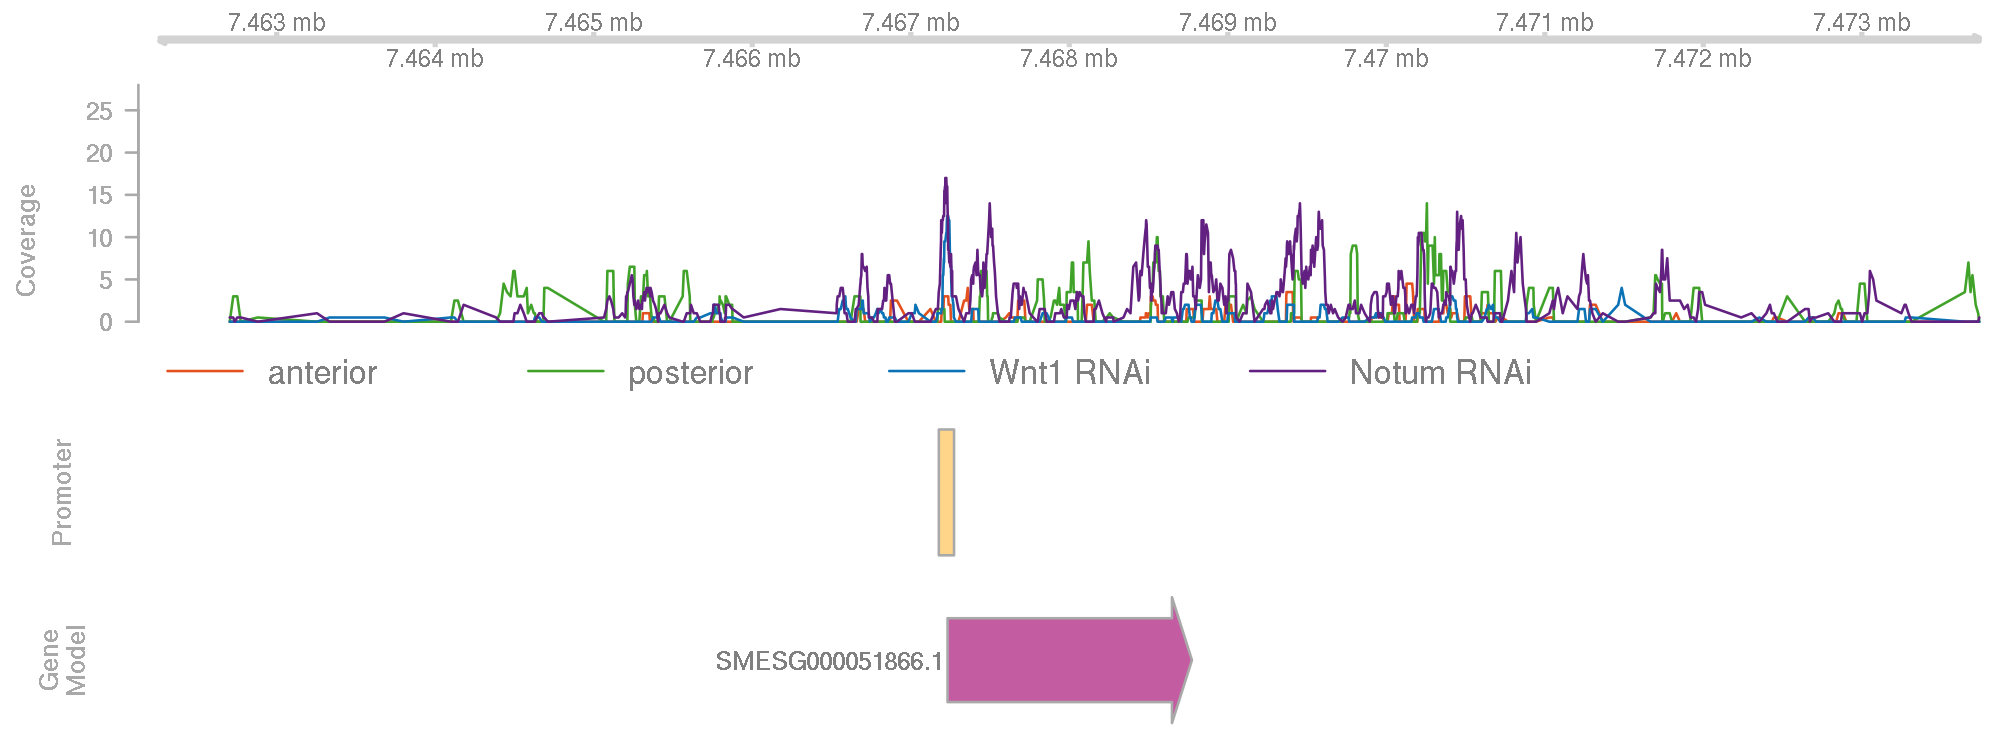 7.463 mb 7.465 mb 7.467 mb 7.469 mb 7.471 mb 7.473 mb
7.464 mb 7.466 mb 7.468 mb 7.47 mb 7.472 mb
Coverage
25
20
15
10
5
0
anterior posterior Wnt1 RNAi Notum RNAi
Promoter
Gene
Model
SMESG000051866.1